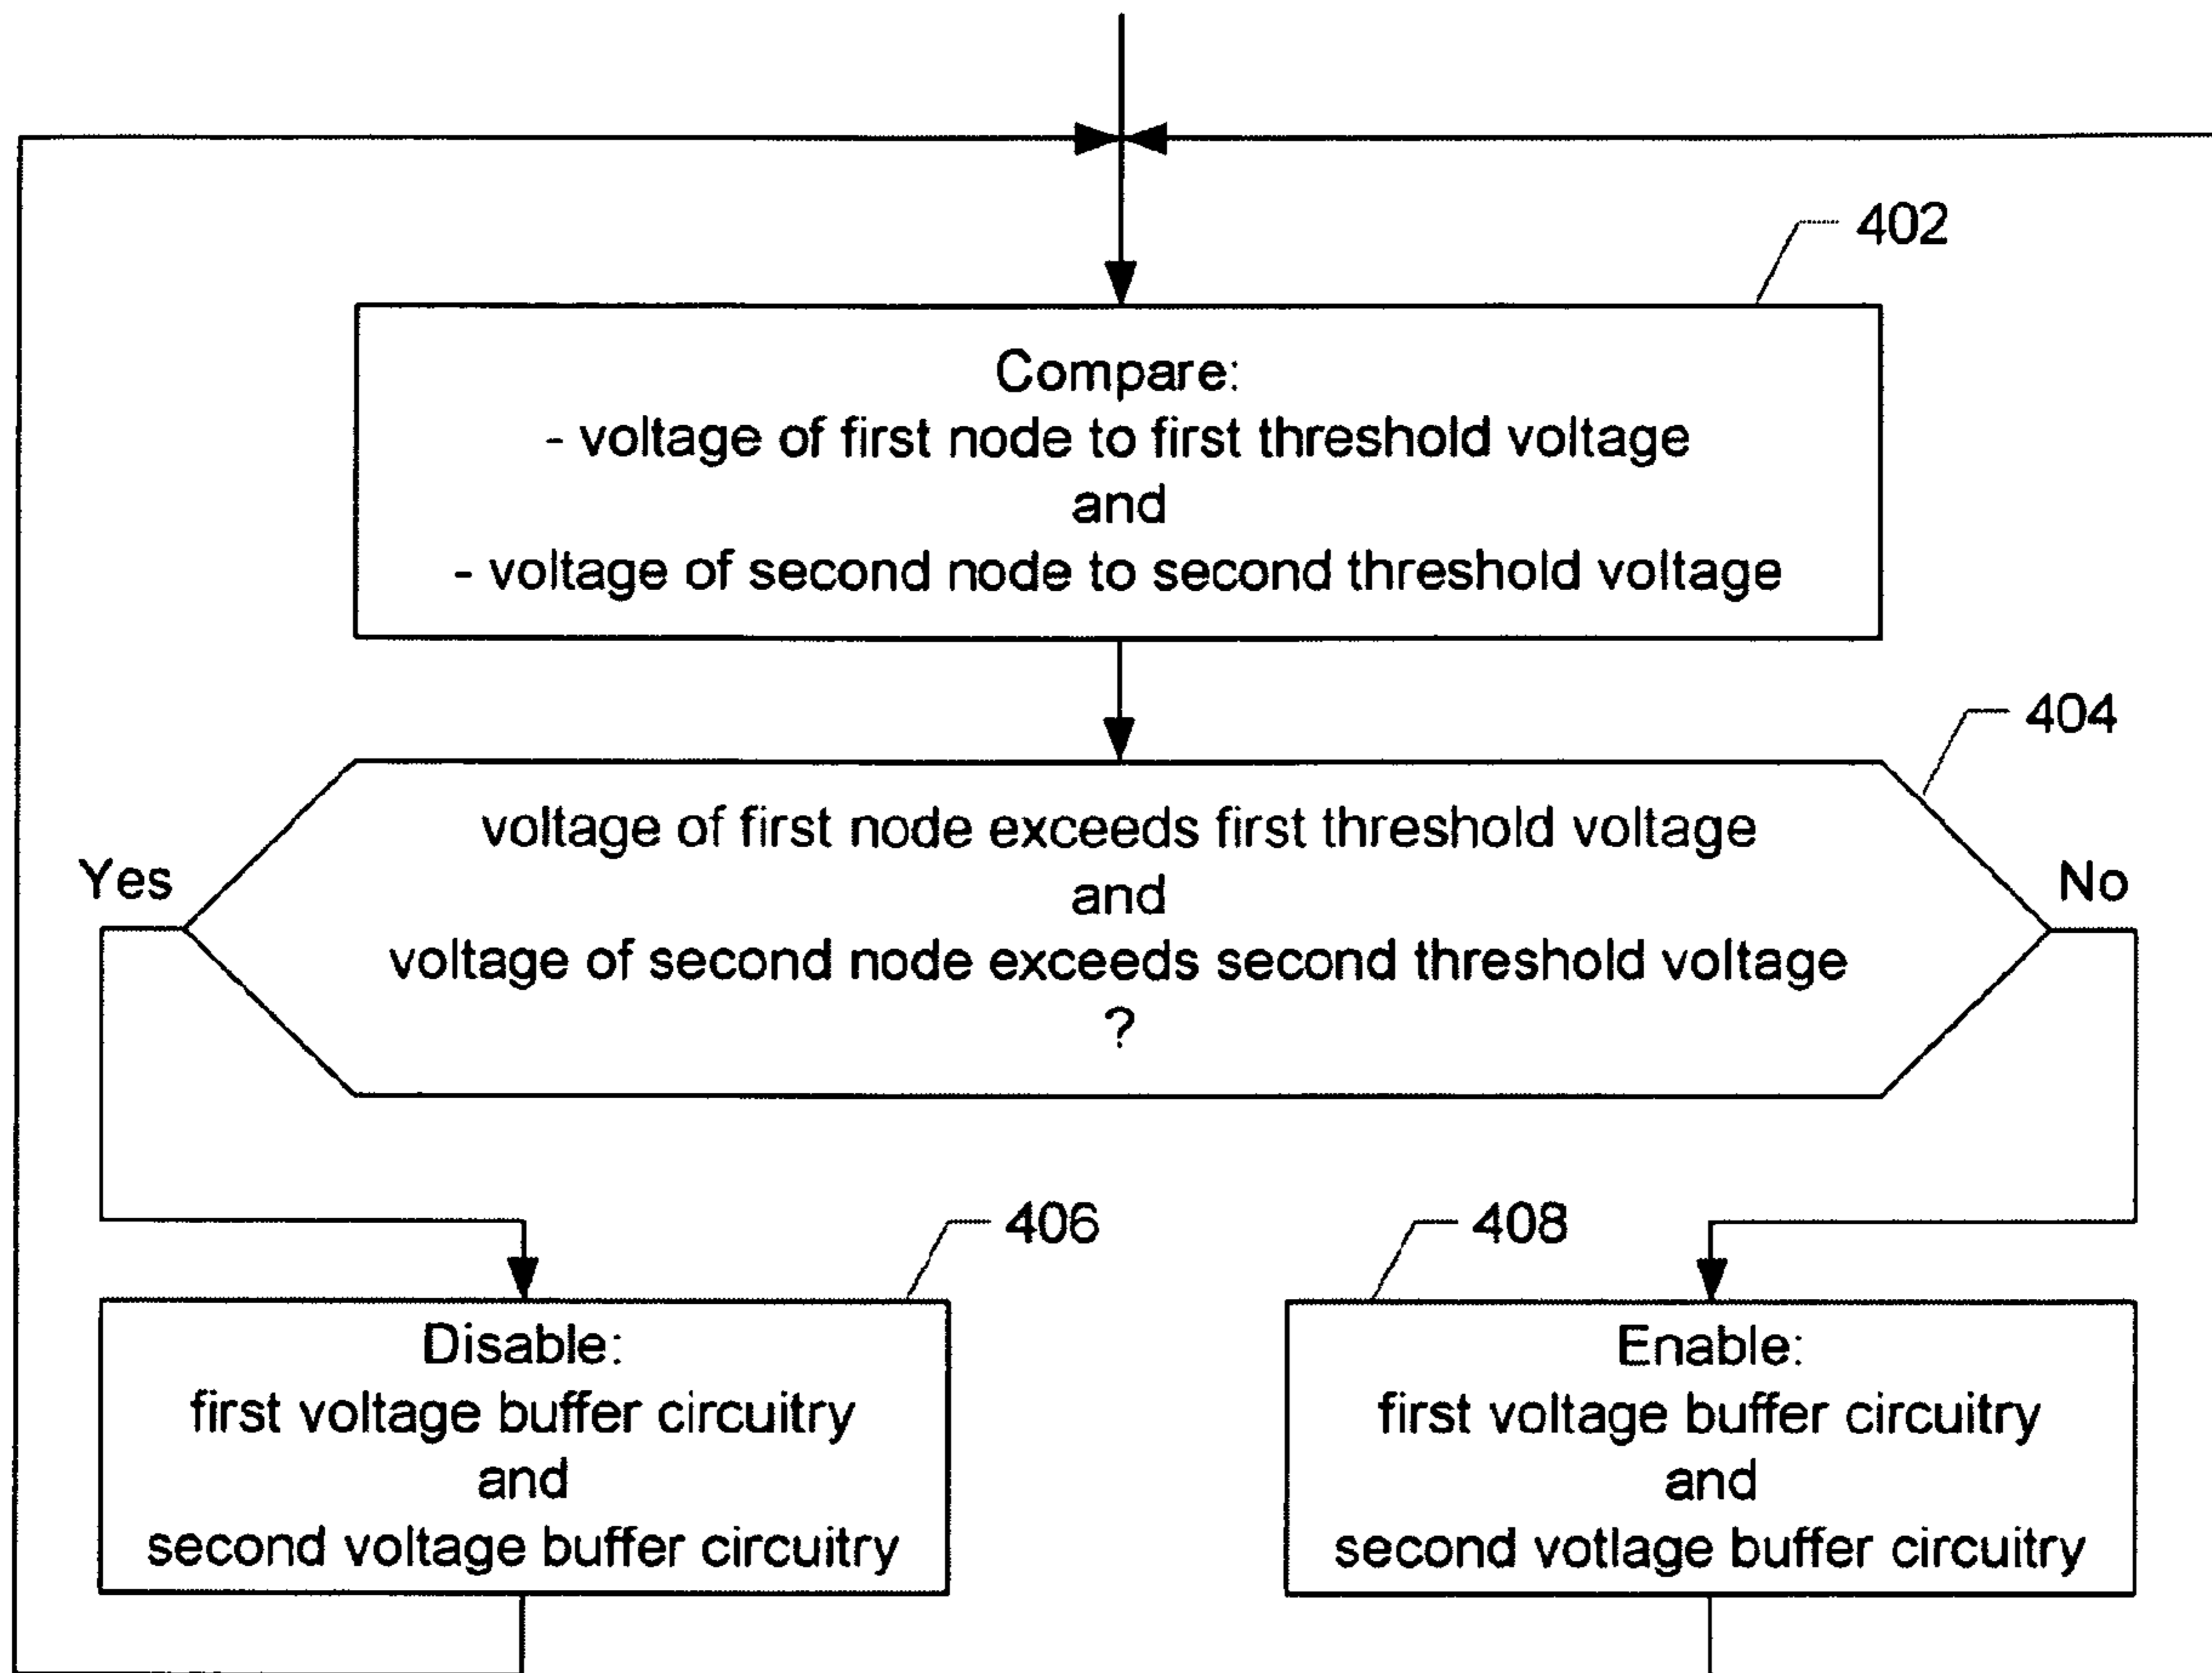 402
Compare:
- voltage of first node to first threshold voltage
and
- voltage of second node to second threshold voltage
404
voltage of first node exceeds first threshold voltage
and
voltage of second node exceeds second threshold voltage
?
Yes
No
406
Disable:
first voltage buffer circuitry
and
second voltage buffer circuitry
408
Enable:
first voltage buffer circuitry
and
second votlage buffer circuitry